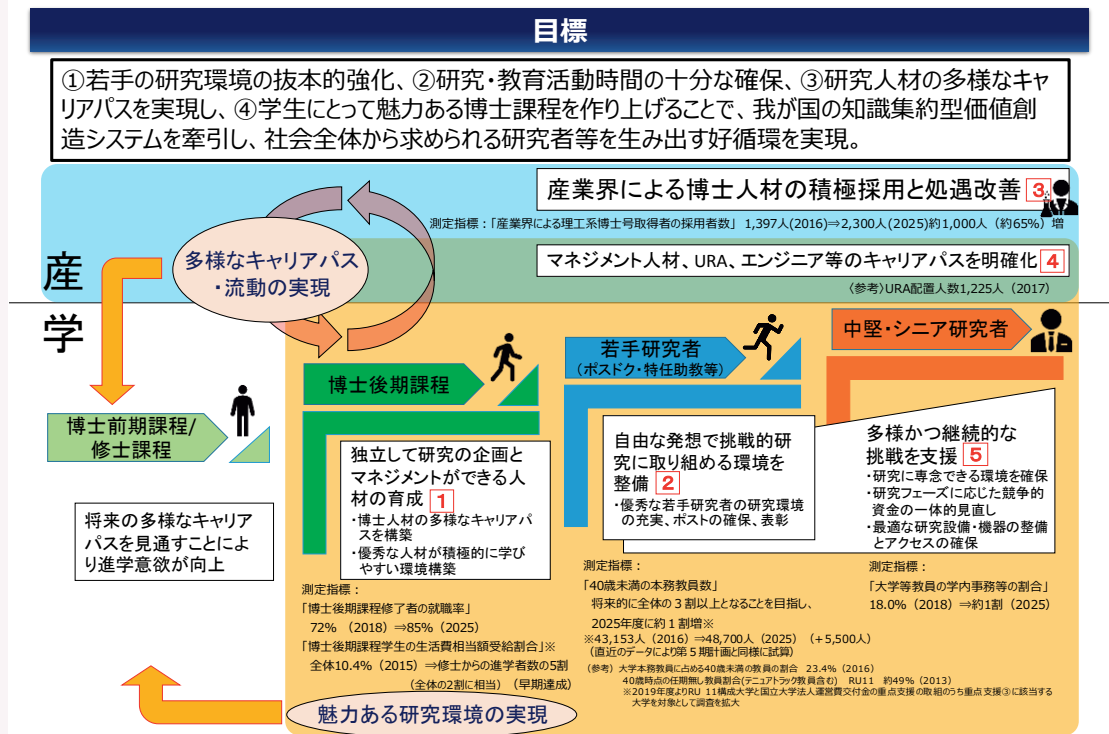 目標
①若手の研究環境の抜本的強化、②研究・教育活動時間の十分な確保、③研究人材の多様なキャ
リアパスを実現し、④学生にとって魅力ある博士課程を作り上げることで、我が国の知識集約型価値創
造システムを牽引し、社会全体から求められる研究者等を生み出す好循環を実現。
産業界による博士人材の積極採用と処遇改善 3
測定指標：「産業界による理工系博士号取得者の採用者数」 1,397人(2016)⇒2,300人(2025)約1,000人（約65%）増
産
多様なキャリアパス
・流動の実現
マネジメント人材、URA、エンジニア等のキャリアパスを明確化 4
〈参考〉URA配置人数1,225人（2017）
学
博士前期課程/
修士課程
将来の多様なキャリア
パスを見通すことによ
り進学意欲が向上
博士後期課程
独立して研究の企画と
マネジメントができる人
材の育成 1
・博士人材の多様なキャリアパ
スを構築
・優秀な人材が積極的に学び
やすい環境構築
測定指標：
「博士後期課程修了者の就職率」
72% （2018）⇒85%（2025）
「博士後期課程学生の生活費相当額受給割合」※
全体10.4%（2015）⇒修士からの進学者数の5割
（全体の2割に相当）（早期達成）
若手研究者
（ポスドク・特任助教等）
自由な発想で挑戦的研
究に取り組める環境を
整備 2
・優秀な若手研究者の研究環境
の充実、ポストの確保、表彰
測定指標：
「40歳未満の本務教員数」
将来的に全体の３割以上となることを目指し、
2025年度に約１割増※
※43,153人（2016）⇒48,700人（2025）（+5,500人）
（直近のデータにより第５期計画と同様に試算）
（参考）大学本務教員に占める40歳未満の教員の割合 23.4%（2016）
40歳時点の任期無し教員割合(テニュアトラック教員含む) RU11 約49%（2013）
※2019年度よりRU 11構成大学と国立大学法人運営費交付金の重点支援の取組のうち重点支援③に該当する
大学を対象として調査を拡大
中堅・シニア研究者
多様かつ継続的な
挑戦を支援 5
・研究に専念できる環境を確保
・研究フェーズに応じた競争的
資金の一体的見直し
・最適な研究設備・機器の整備
とアクセスの確保
測定指標：
「大学等教員の学内事務等の割合」
18.0%（2018）⇒約1割（2025）
魅力ある研究環境の実現